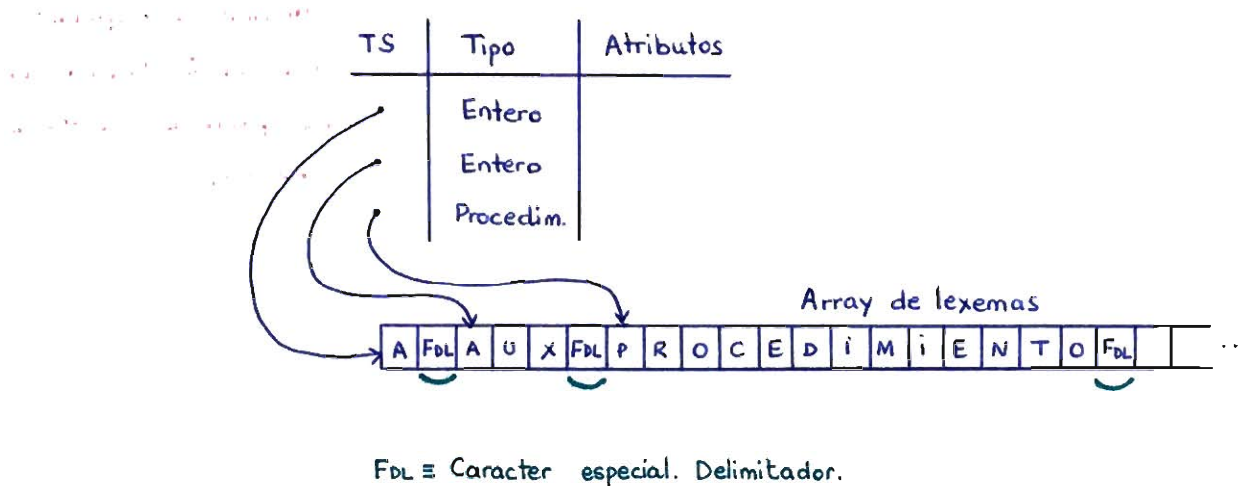 TS Tipo Atributos
Entero
Entero
Procedim.
Array de lexemas
A FDL A U X FDL P R O C E D i M i E N T O FDL ..
FDL ≡ Caracter especial. Delimitador.